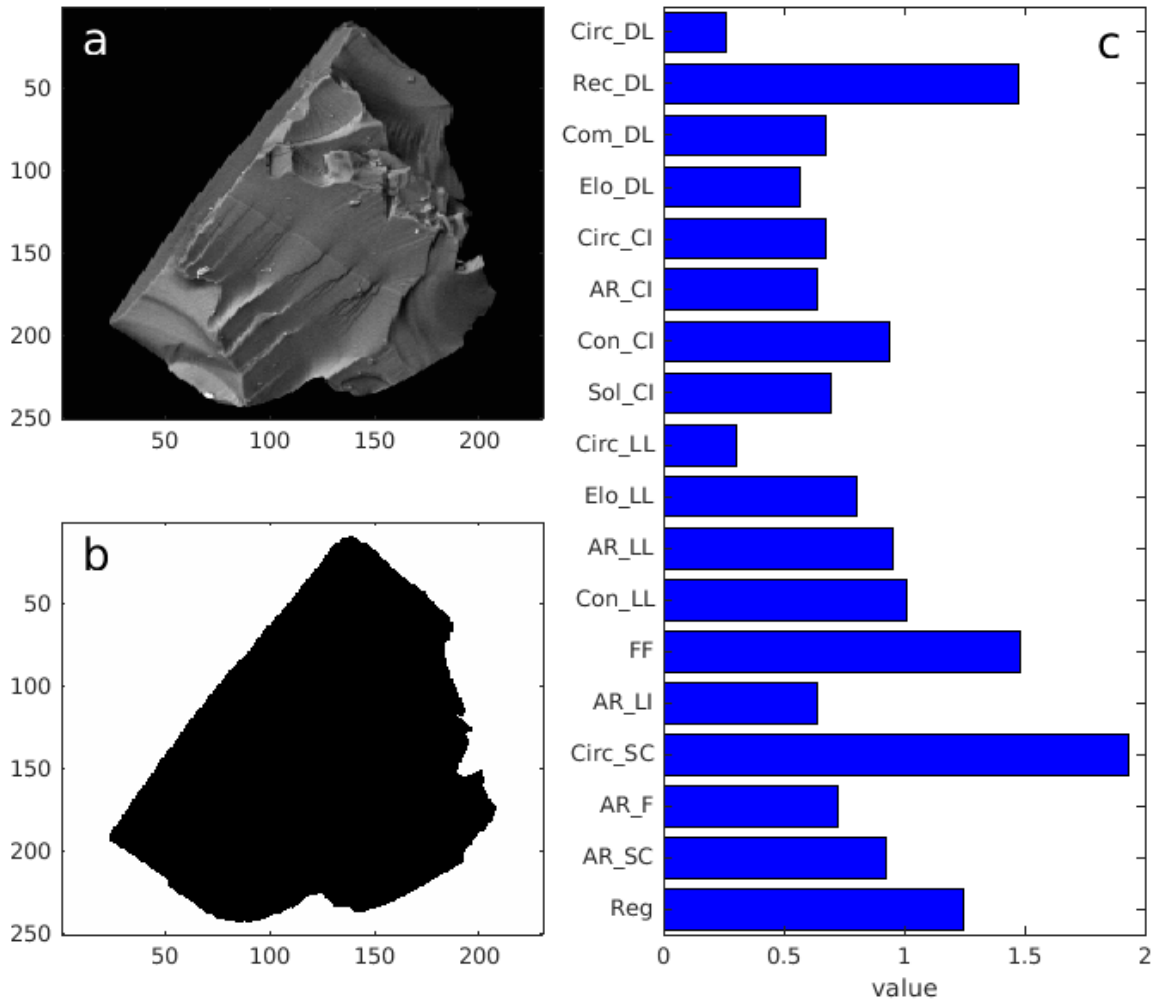 a
50
100
150
200
250
50 100 150 200
b
50
100
150
200
250
50 100 150 200
c
Circ_DL
Rec_DL
Com_DL
Elo_DL
Circ_CI
AR_CI
Con_CI
Sol_CI
Circ_LL
Elo_LL
AR_LL
Con_LL
FF
AR_LI
Circ_SC
AR_F
AR_SC
Reg
0 0.5 1 1.5 2
value